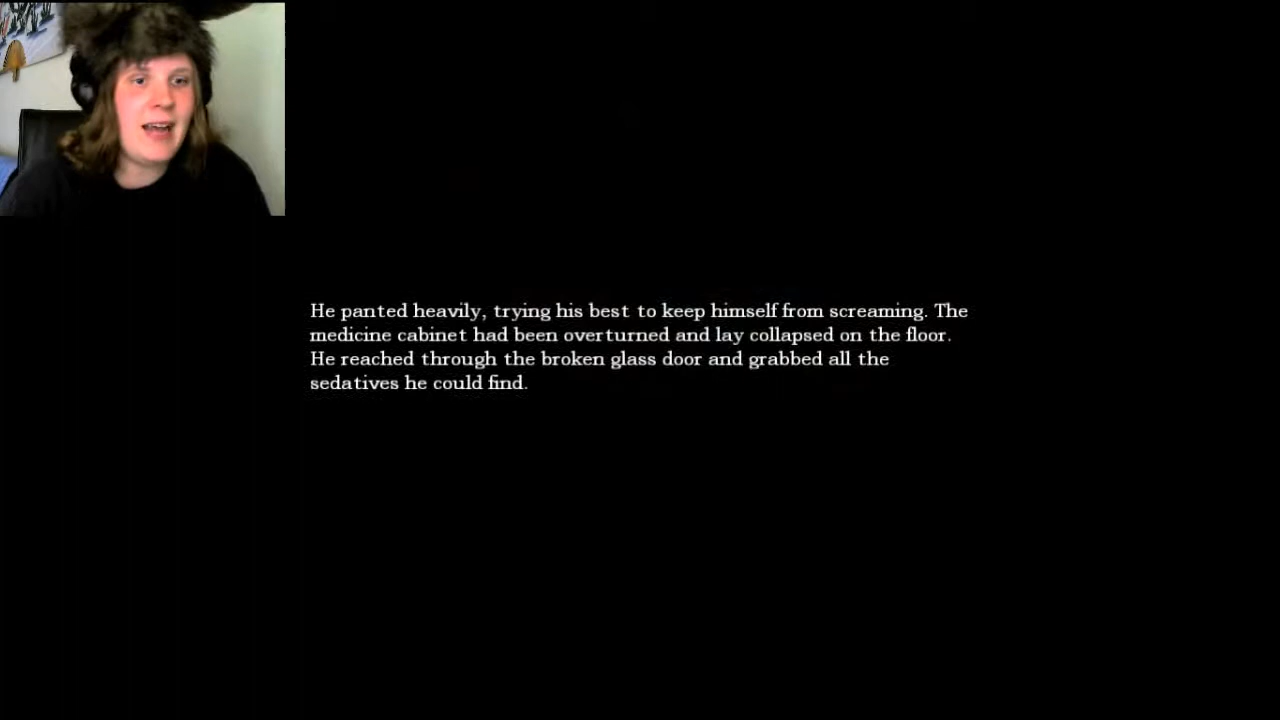 He panted heavily, trying his best to keep himself from screaming. The
medicine cabinet had been overturned and lay collapsed on the floor.
He reached through the broken glass door and grabbed all the
sedatives he could find.